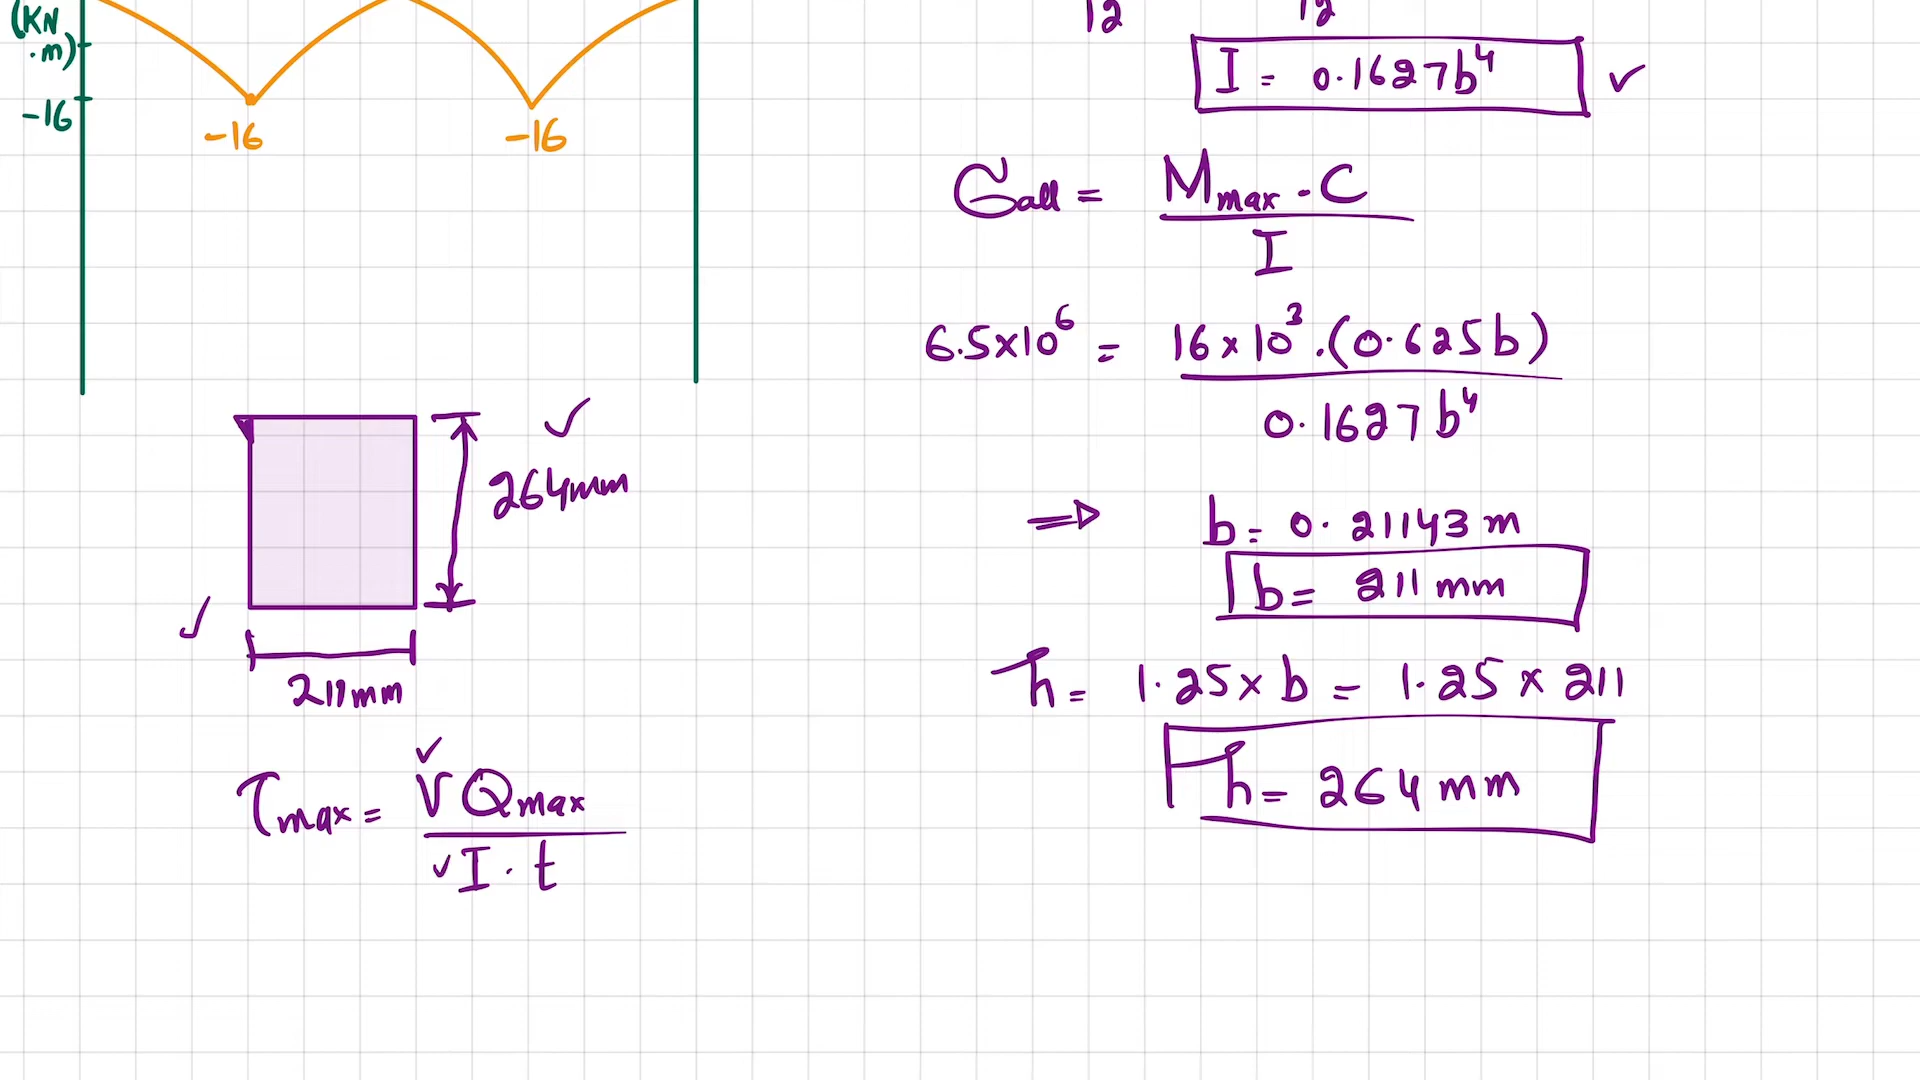 (KN
.m)
-16
-16
-16
264mm
211mm
τmax = V Qmax
I . t
12 12
I = 0.1627b⁴
σall = Mmax . C
I
6.5×10⁶ = 16 × 10³ . (0.625b)
0.1627b⁴
⇒ b = 0.21143 m
b = 211 mm
h = 1.25 × b = 1.25 × 211
h = 264 mm